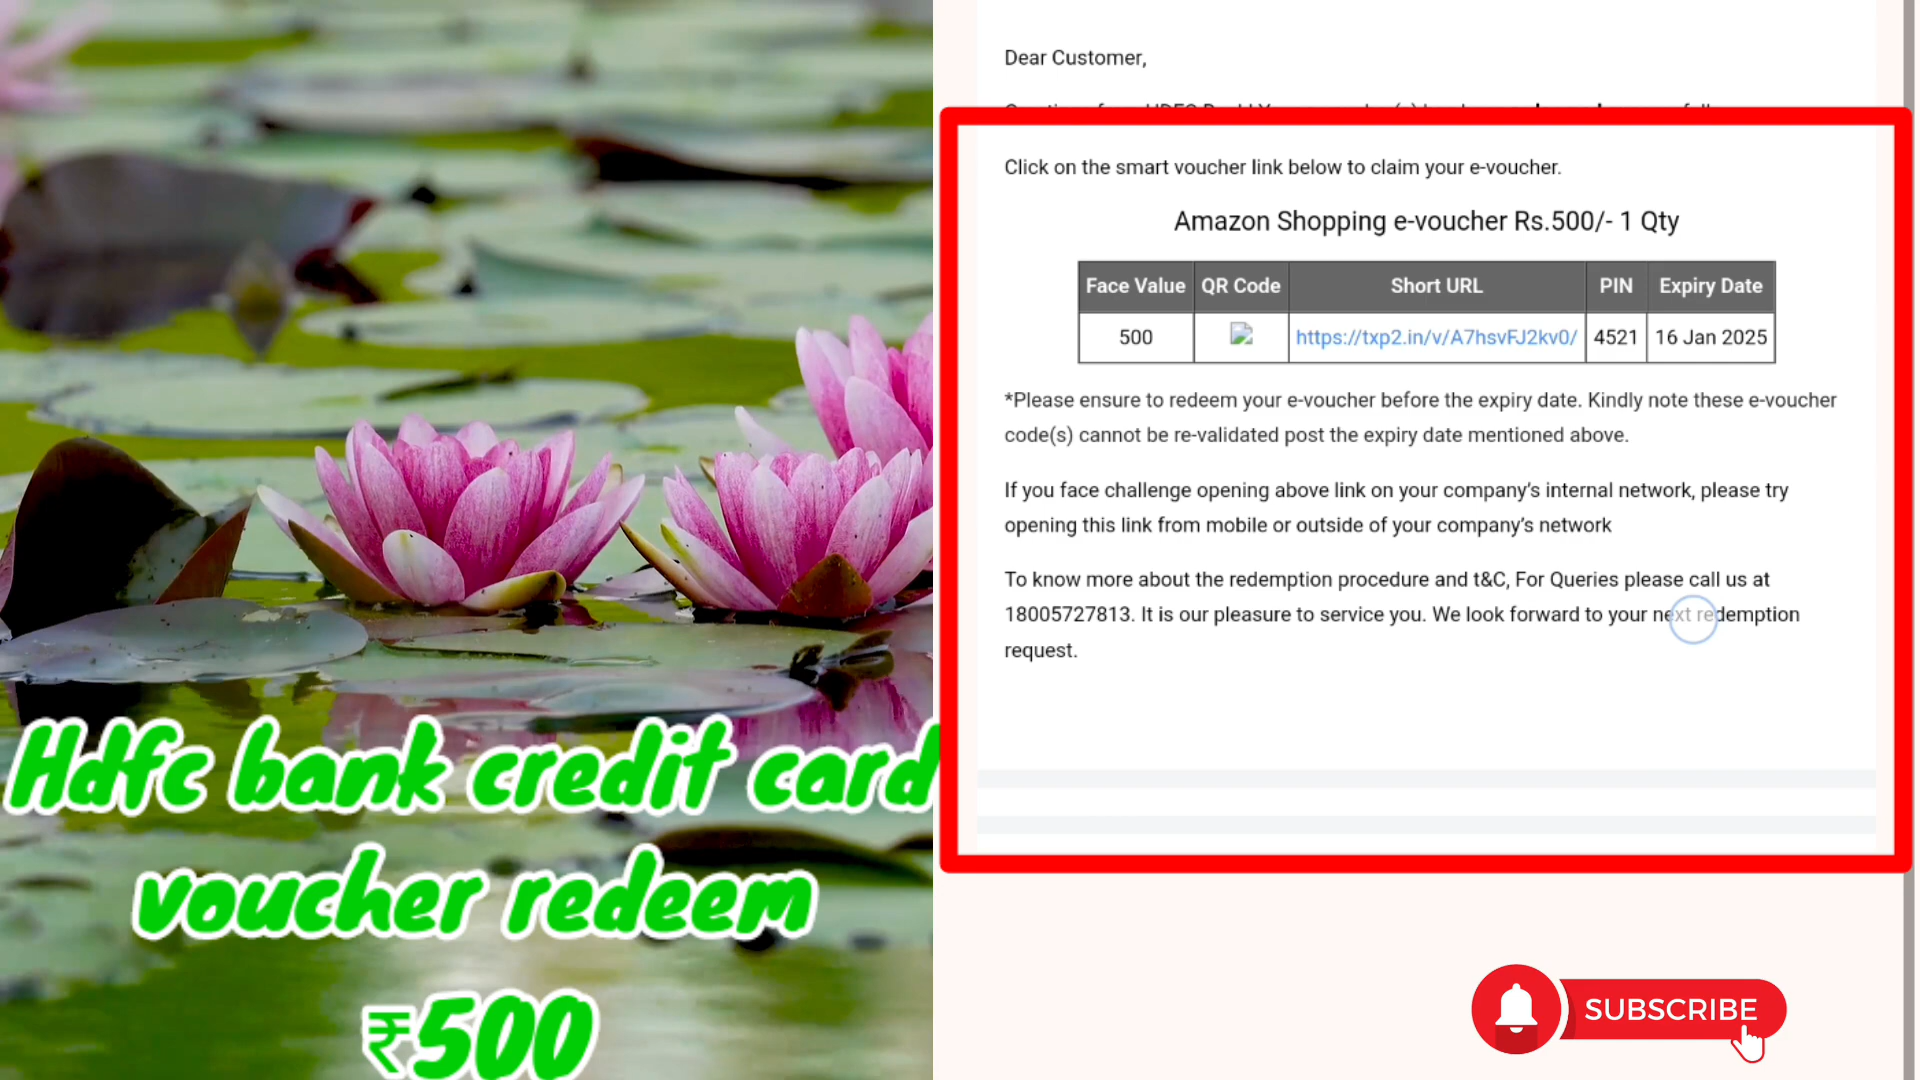 Hdfc bank credit card
voucher redeem
₹500
Dear Customer,
Click on the smart voucher link below to claim your e-voucher.
Amazon Shopping e-voucher Rs.500/- 1 Qty
Face Value QR Code Short URL PIN Expiry Date
500 https://txp2.in/v/A7hsvFJ2kv0/ 4521 16 Jan 2025
*Please ensure to redeem your e-voucher before the expiry date. Kindly note these e-voucher
code(s) cannot be re-validated post the expiry date mentioned above.
If you face challenge opening above link on your company's internal network, please try
opening this link from mobile or outside of your company's network
To know more about the redemption procedure and t&C, For Queries please call us at
18005727813. It is our pleasure to service you. We look forward to your next redemption
request.
SUBSCRIBE